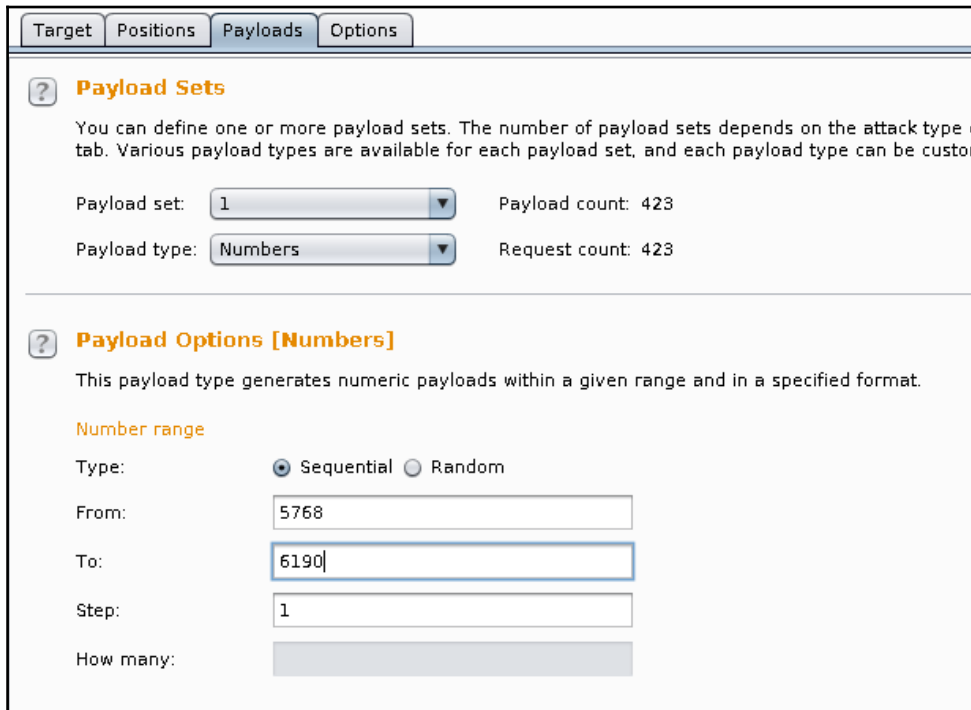 Target Positions Payloads Options
? Payload Sets
You can define one or more payload sets. The number of payload sets depends on the attack type
tab. Various payload types are available for each payload set, and each payload type can be
Payload set: 1 Payload count: 423
Payload type: Numbers Request count: 423
? Payload Options [Numbers]
This payload type generates numeric payloads within a given range and in a specified format.
Number range
Type: Sequential Random
From: 5768
To: 6190
Step: 1
How many: